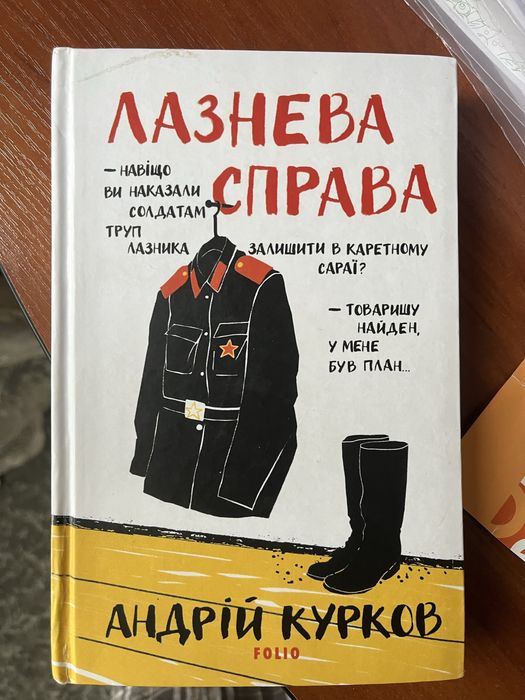 ЛАЗНЕВА
СПРАВА
– НАВІЩО
ВИ НАКАЗАЛИ
СОЛДАТАМ
ТРУП
ЛАЗНИКА ЗАЛИШИТИ В КАРЕТНОМУ
САРАЇ?
– ТОВАРИШУ
НАЙДЕН,
У МЕНЕ
БУВ ПЛАН...
АНДРІЙ КУРКОВ
FOLIO